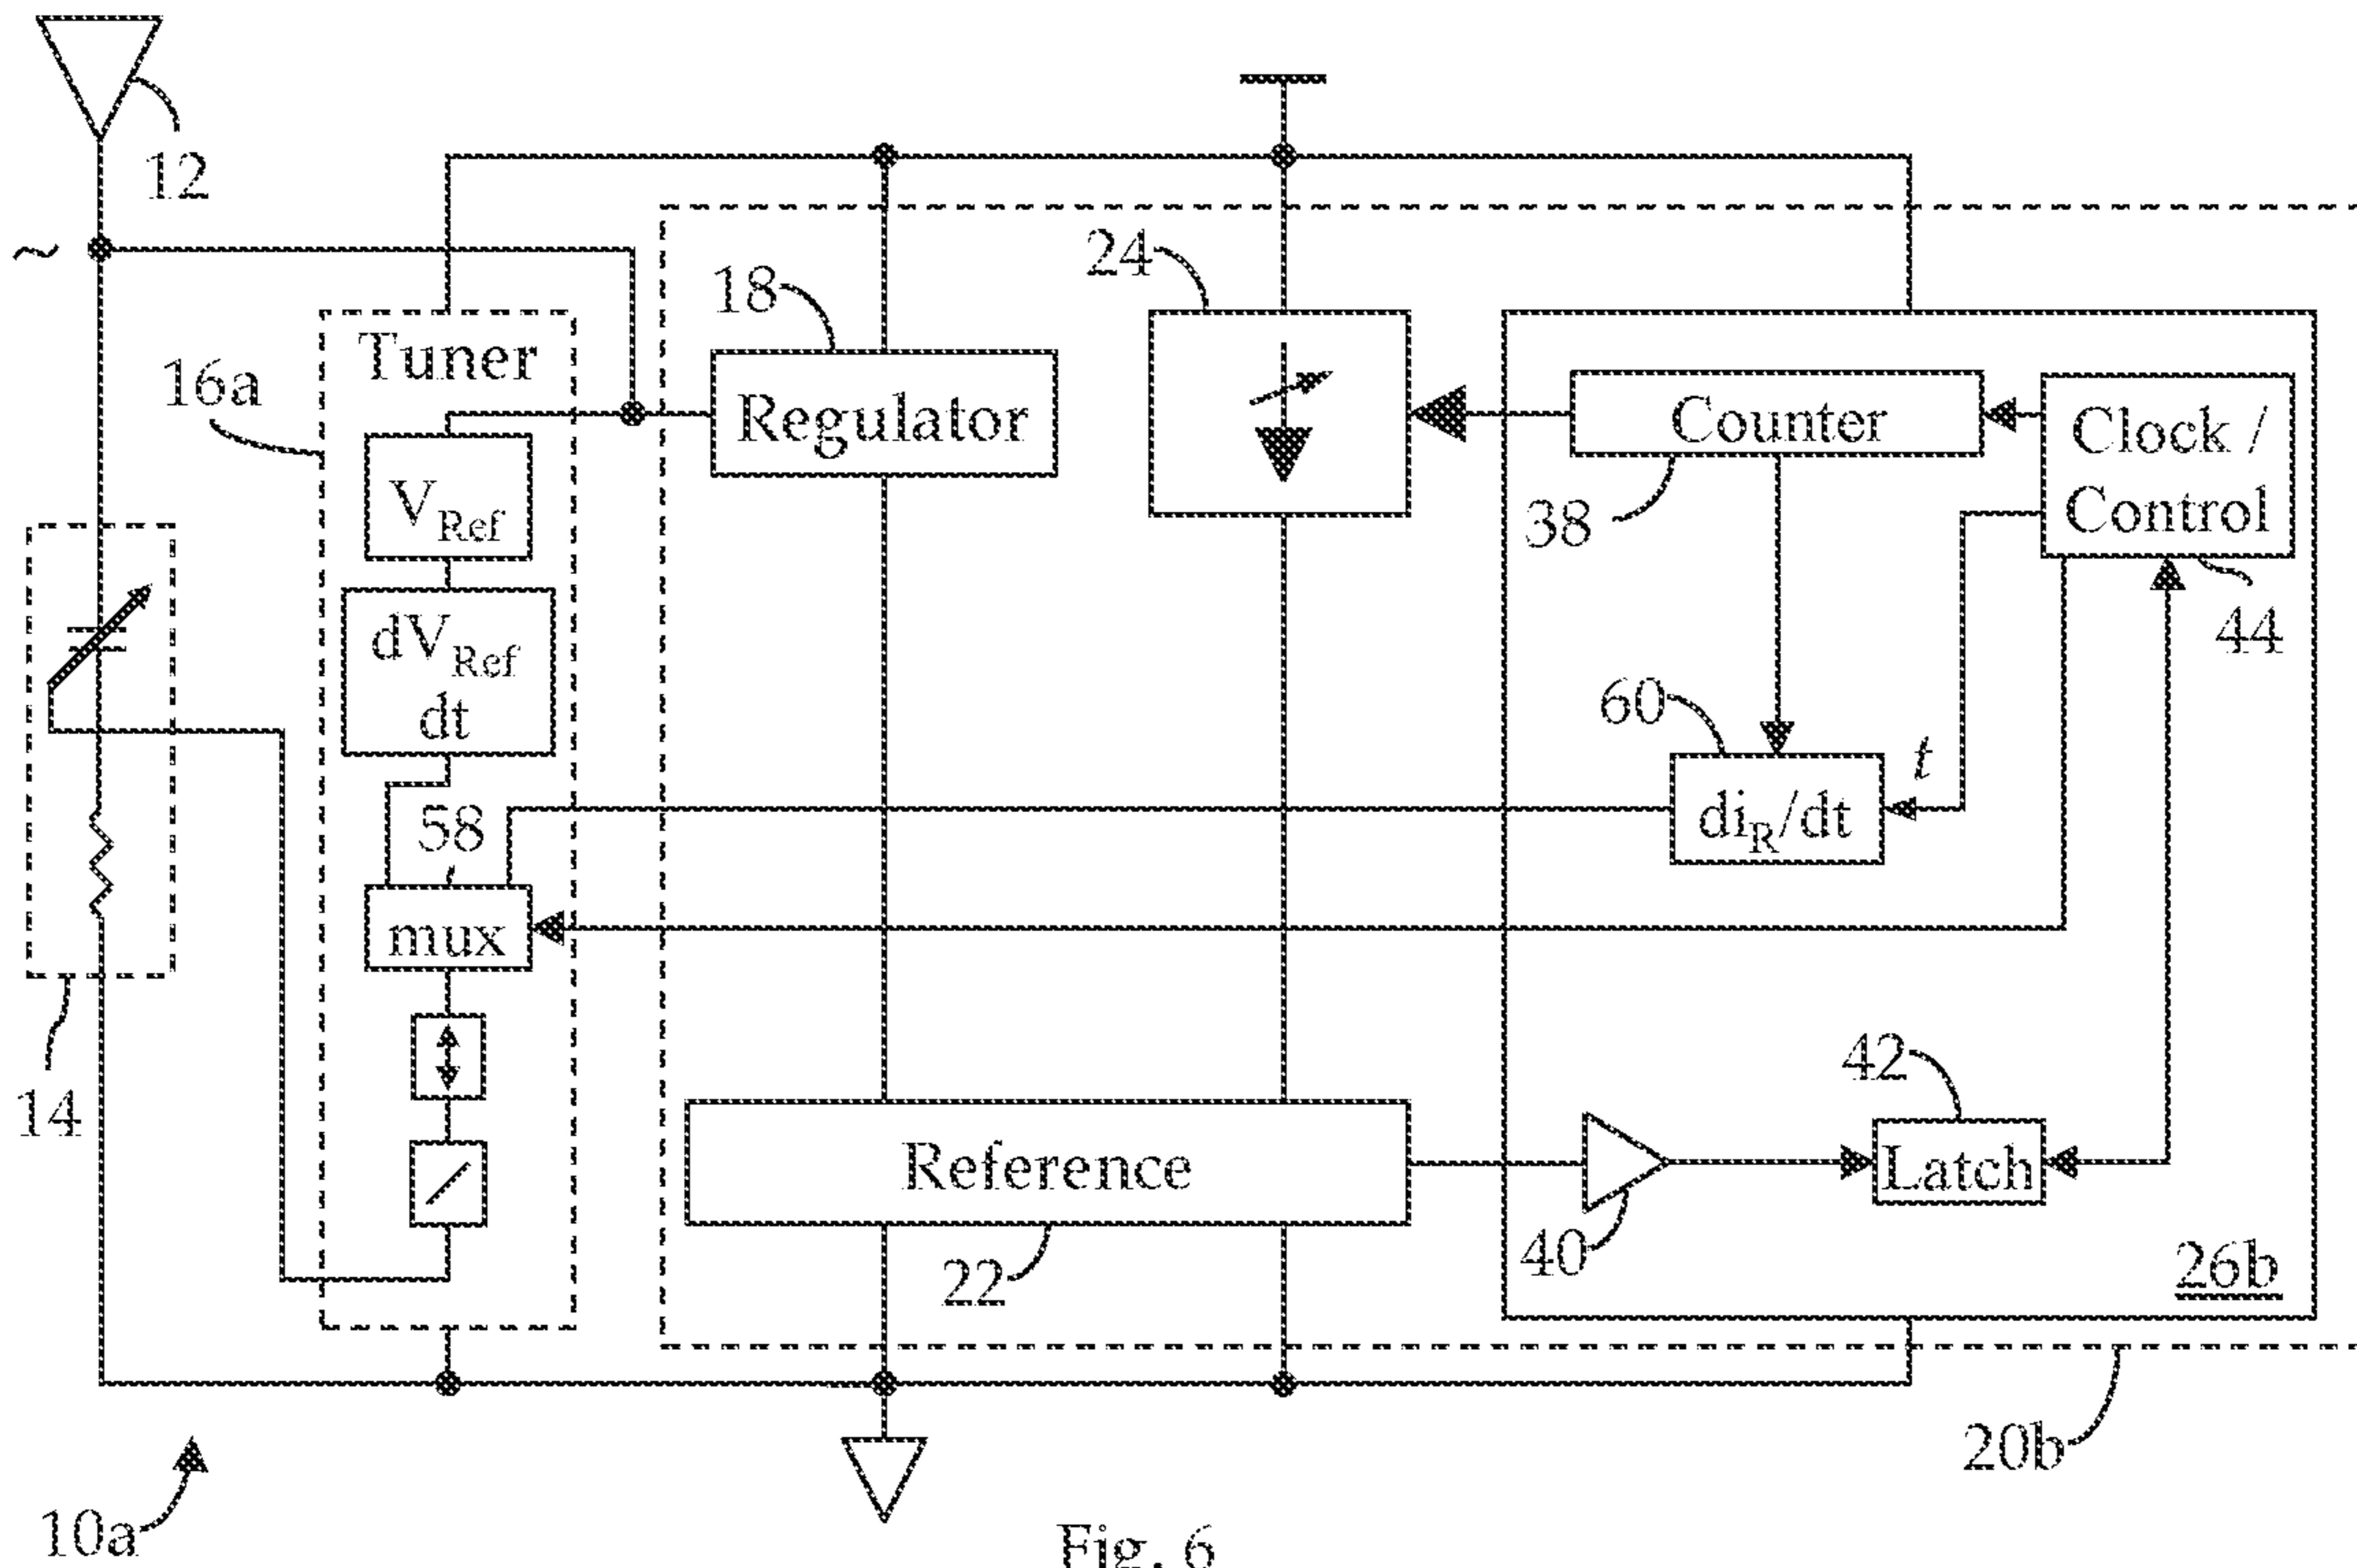 12
~
24
18
Tuner
16a
Regulator
Counter
Clock /
Control
V_Ref
38
dV_Ref
dt
44
60
t
58
di_R/dt
mux
42
14
Reference
Latch
40
22
26b
20b
10a
Fig. 6